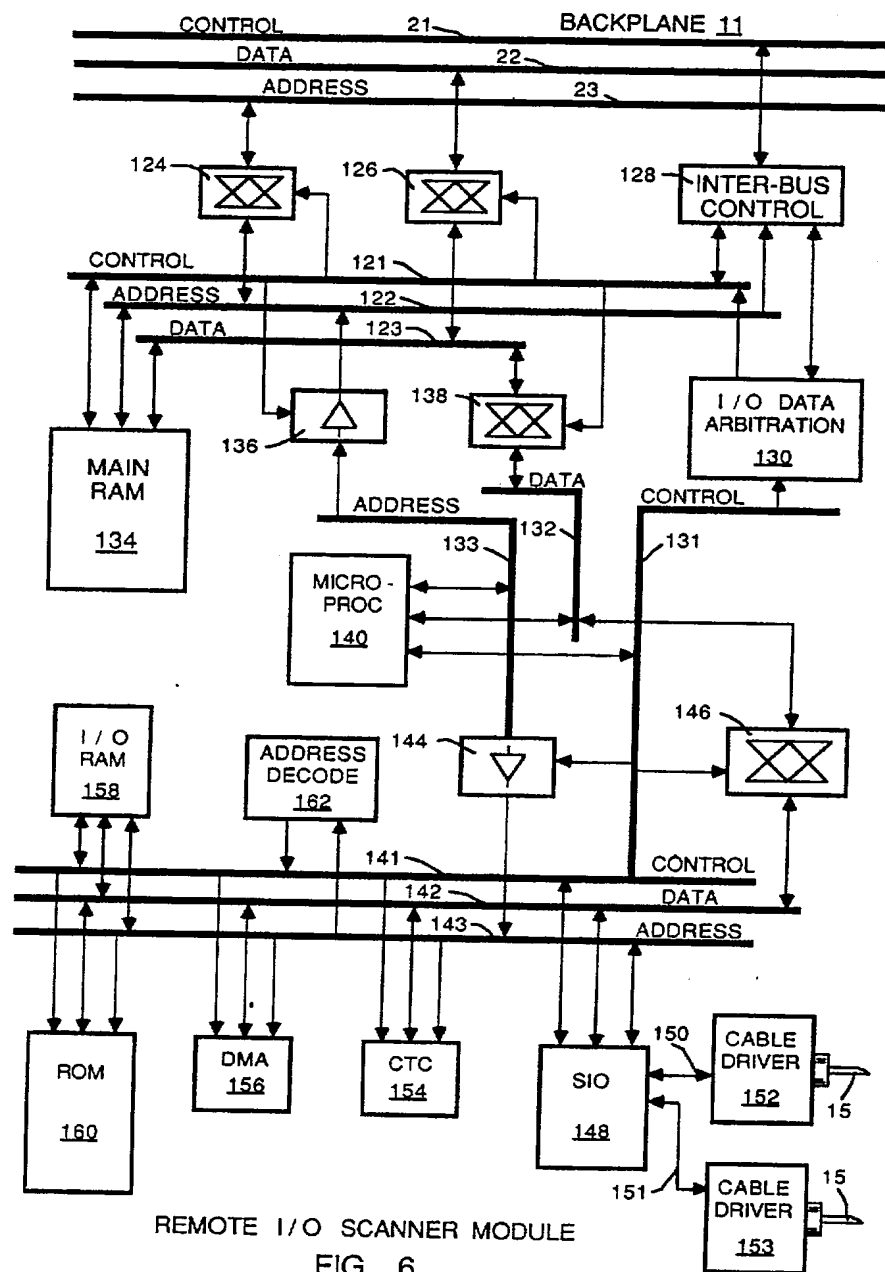 BACKPLANE 11
CONTROL 21
DATA 22
ADDRESS 23
124
126
128
INTER-BUS
CONTROL
CONTROL 121
ADDRESS 122
DATA 123
136
138
I/O DATA
ARBITRATION
130
MAIN
RAM
134
ADDRESS
133
DATA
132
CONTROL
131
MICRO-
PROC
140
144
146
I/O
RAM
158
ADDRESS
DECODE
162
141 CONTROL
142 DATA
143 ADDRESS
ROM
160
DMA
156
CTC
154
SIO
148
150
CABLE
DRIVER
152
15
151
CABLE
DRIVER
153
15
REMOTE I/O SCANNER MODULE
FIG. 6